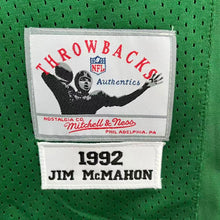 THROWBACKS
NFL
Authentics
NOSTALGIA CO.
Mitchell & Ness
PHILADELPHIA, PA
1992
JIM McMAHON